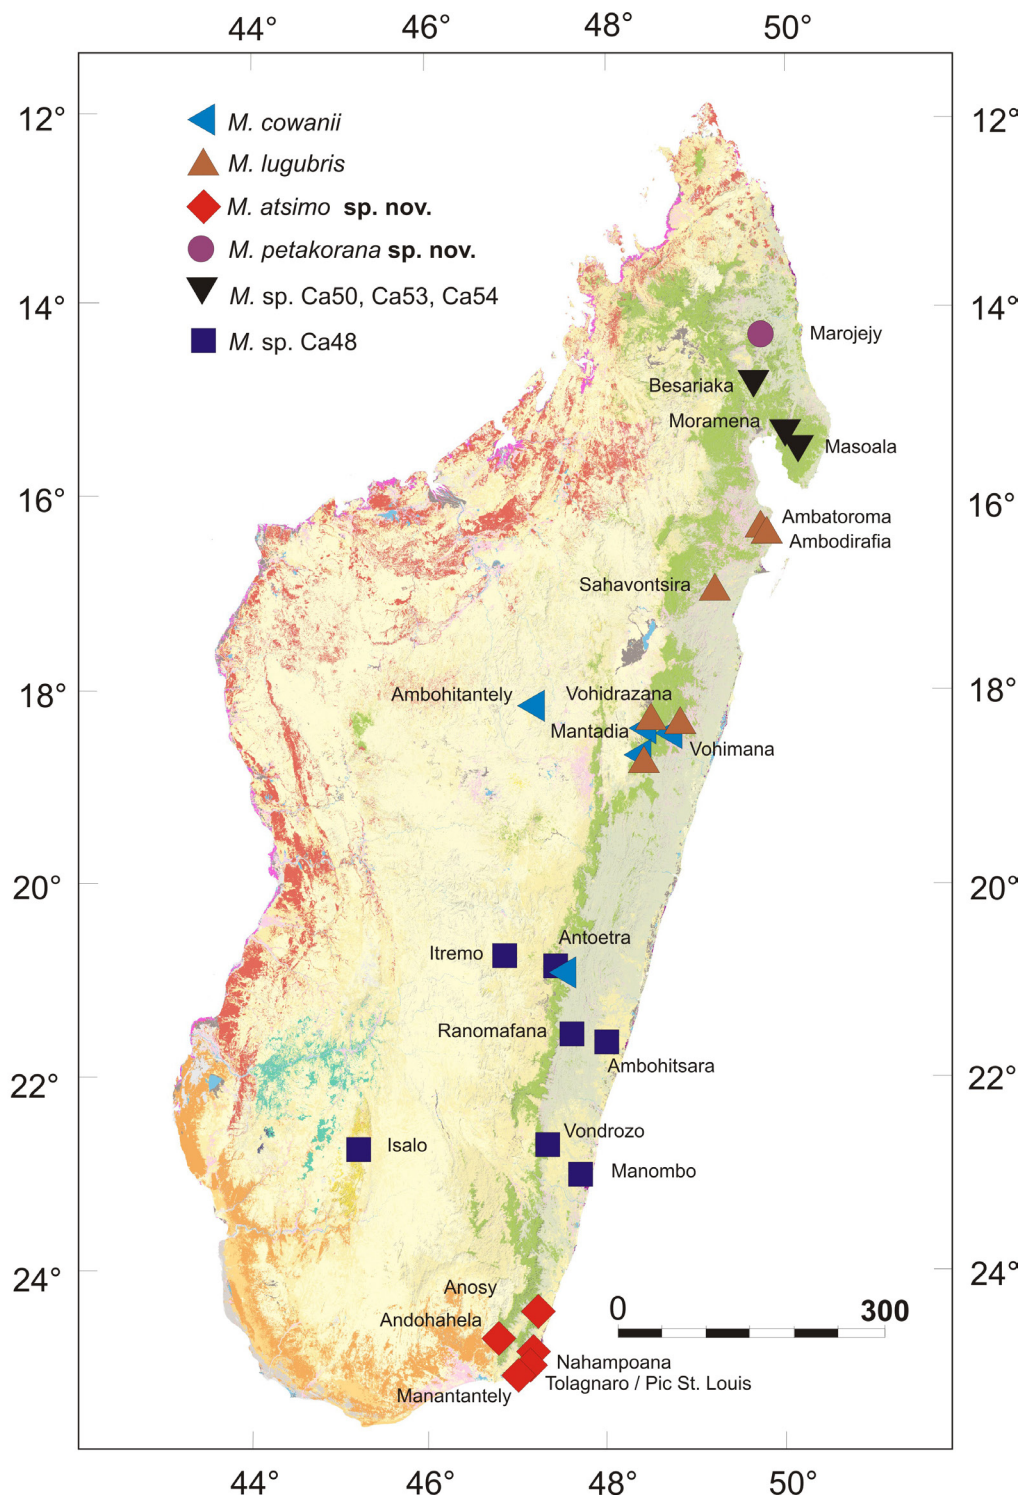 44° 46° 48° 50°
12° 12°
M. cowanii
M. lugubris
M. atsimo sp. nov.
M. petakorana sp. nov.
M. sp. Ca50, Ca53, Ca54
M. sp. Ca48
14° 14°
Marojejy
Besariaka
Moramena
Masoala
16° 16°
Ambatoroma
Ambodirafia
Sahavontsira
18° 18°
Ambohitantely
Vohidrazana
Mantadia
Vohimana
20° 20°
Antoetra
Itremo
Ranomafana
Ambohitsara
22° 22°
Vondrozo
Isalo
Manombo
24° 24°
Anosy
0 300
Andohahela
Nahampoana
Tolagnaro / Pic St. Louis
Manantantely
44° 46° 48° 50°